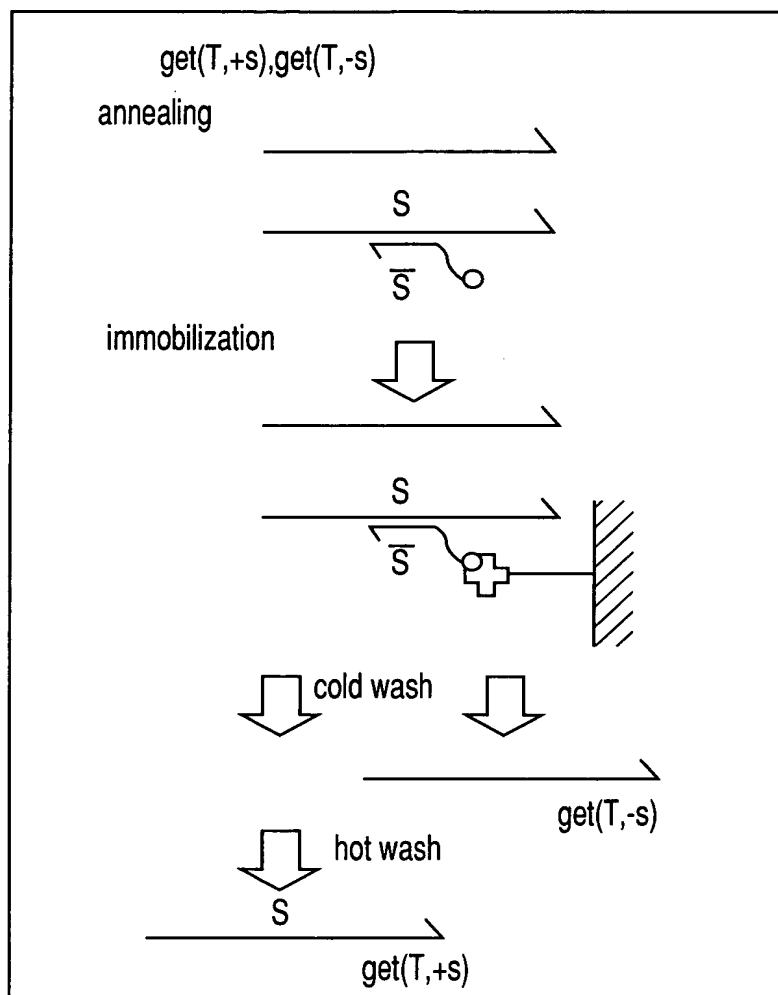 get(T,+s),get(T,-s)
annealing
S
S̅
immobilization
S
S̅
cold wash
get(T,-s)
hot wash
S
get(T,+s)